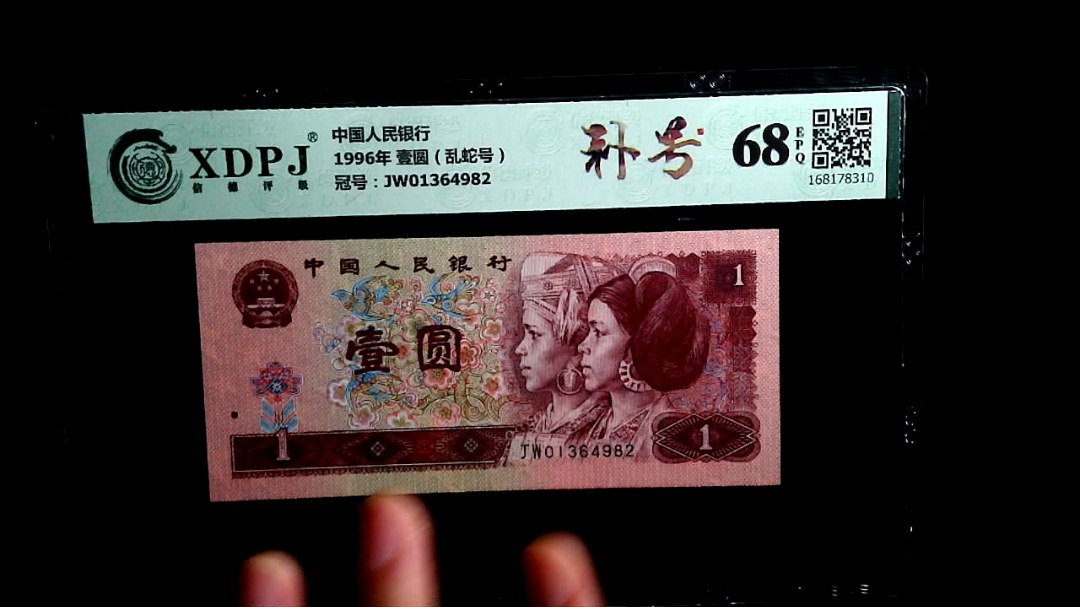 XDPJ®
信德评级
中国人民银行
1996年 壹圆（乱蛇号）
冠号：JW01364982
补号
68
EPQ
168178310
中国人民银行
1
壹圆
1
1
JW01364982